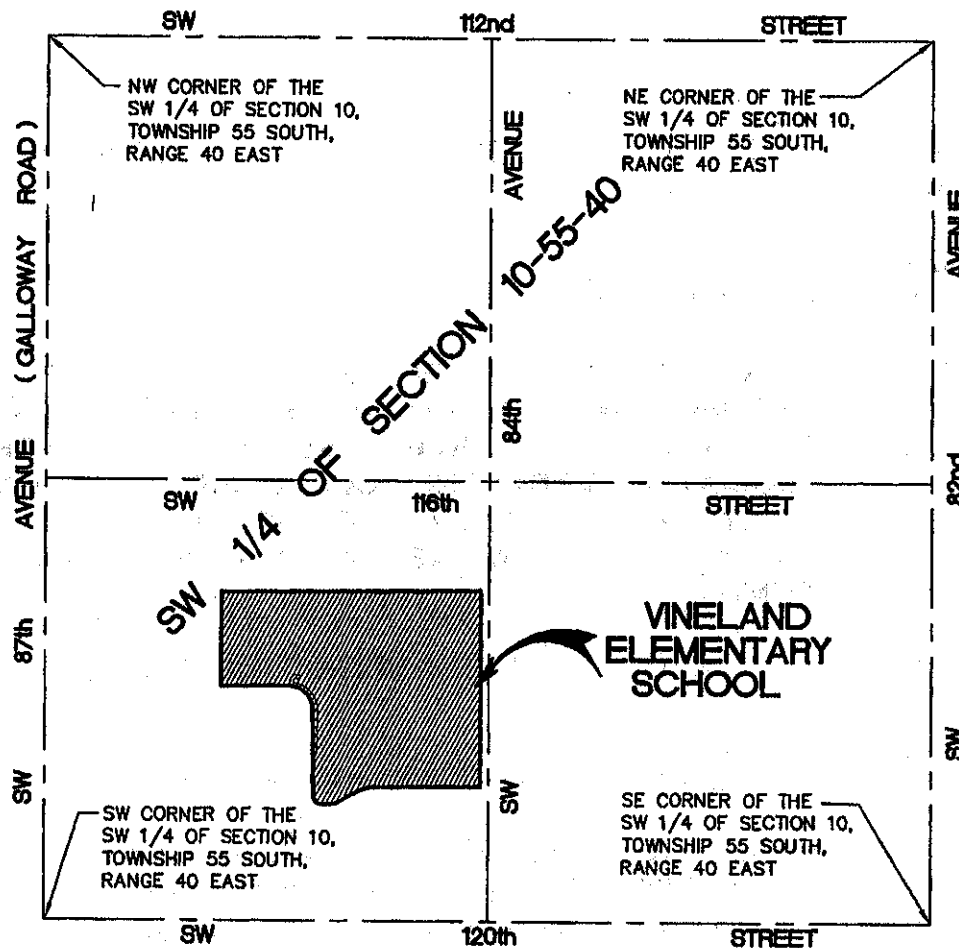 SW 112nd STREET
NW CORNER OF THE
SW 1/4 OF SECTION 10,
TOWNSHIP 55 SOUTH,
RANGE 40 EAST
NE CORNER OF THE
SW 1/4 OF SECTION 10,
TOWNSHIP 55 SOUTH,
RANGE 40 EAST
SW 87th AVENUE ( GALLOWAY ROAD )
SW 84th AVENUE
SW 82nd AVENUE
SW 1/4 OF SECTION 10-55-40
SW 116th STREET
VINELAND
ELEMENTARY
SCHOOL
SW CORNER OF THE
SW 1/4 OF SECTION 10,
TOWNSHIP 55 SOUTH,
RANGE 40 EAST
SE CORNER OF THE
SW 1/4 OF SECTION 10,
TOWNSHIP 55 SOUTH,
RANGE 40 EAST
SW 120th STREET